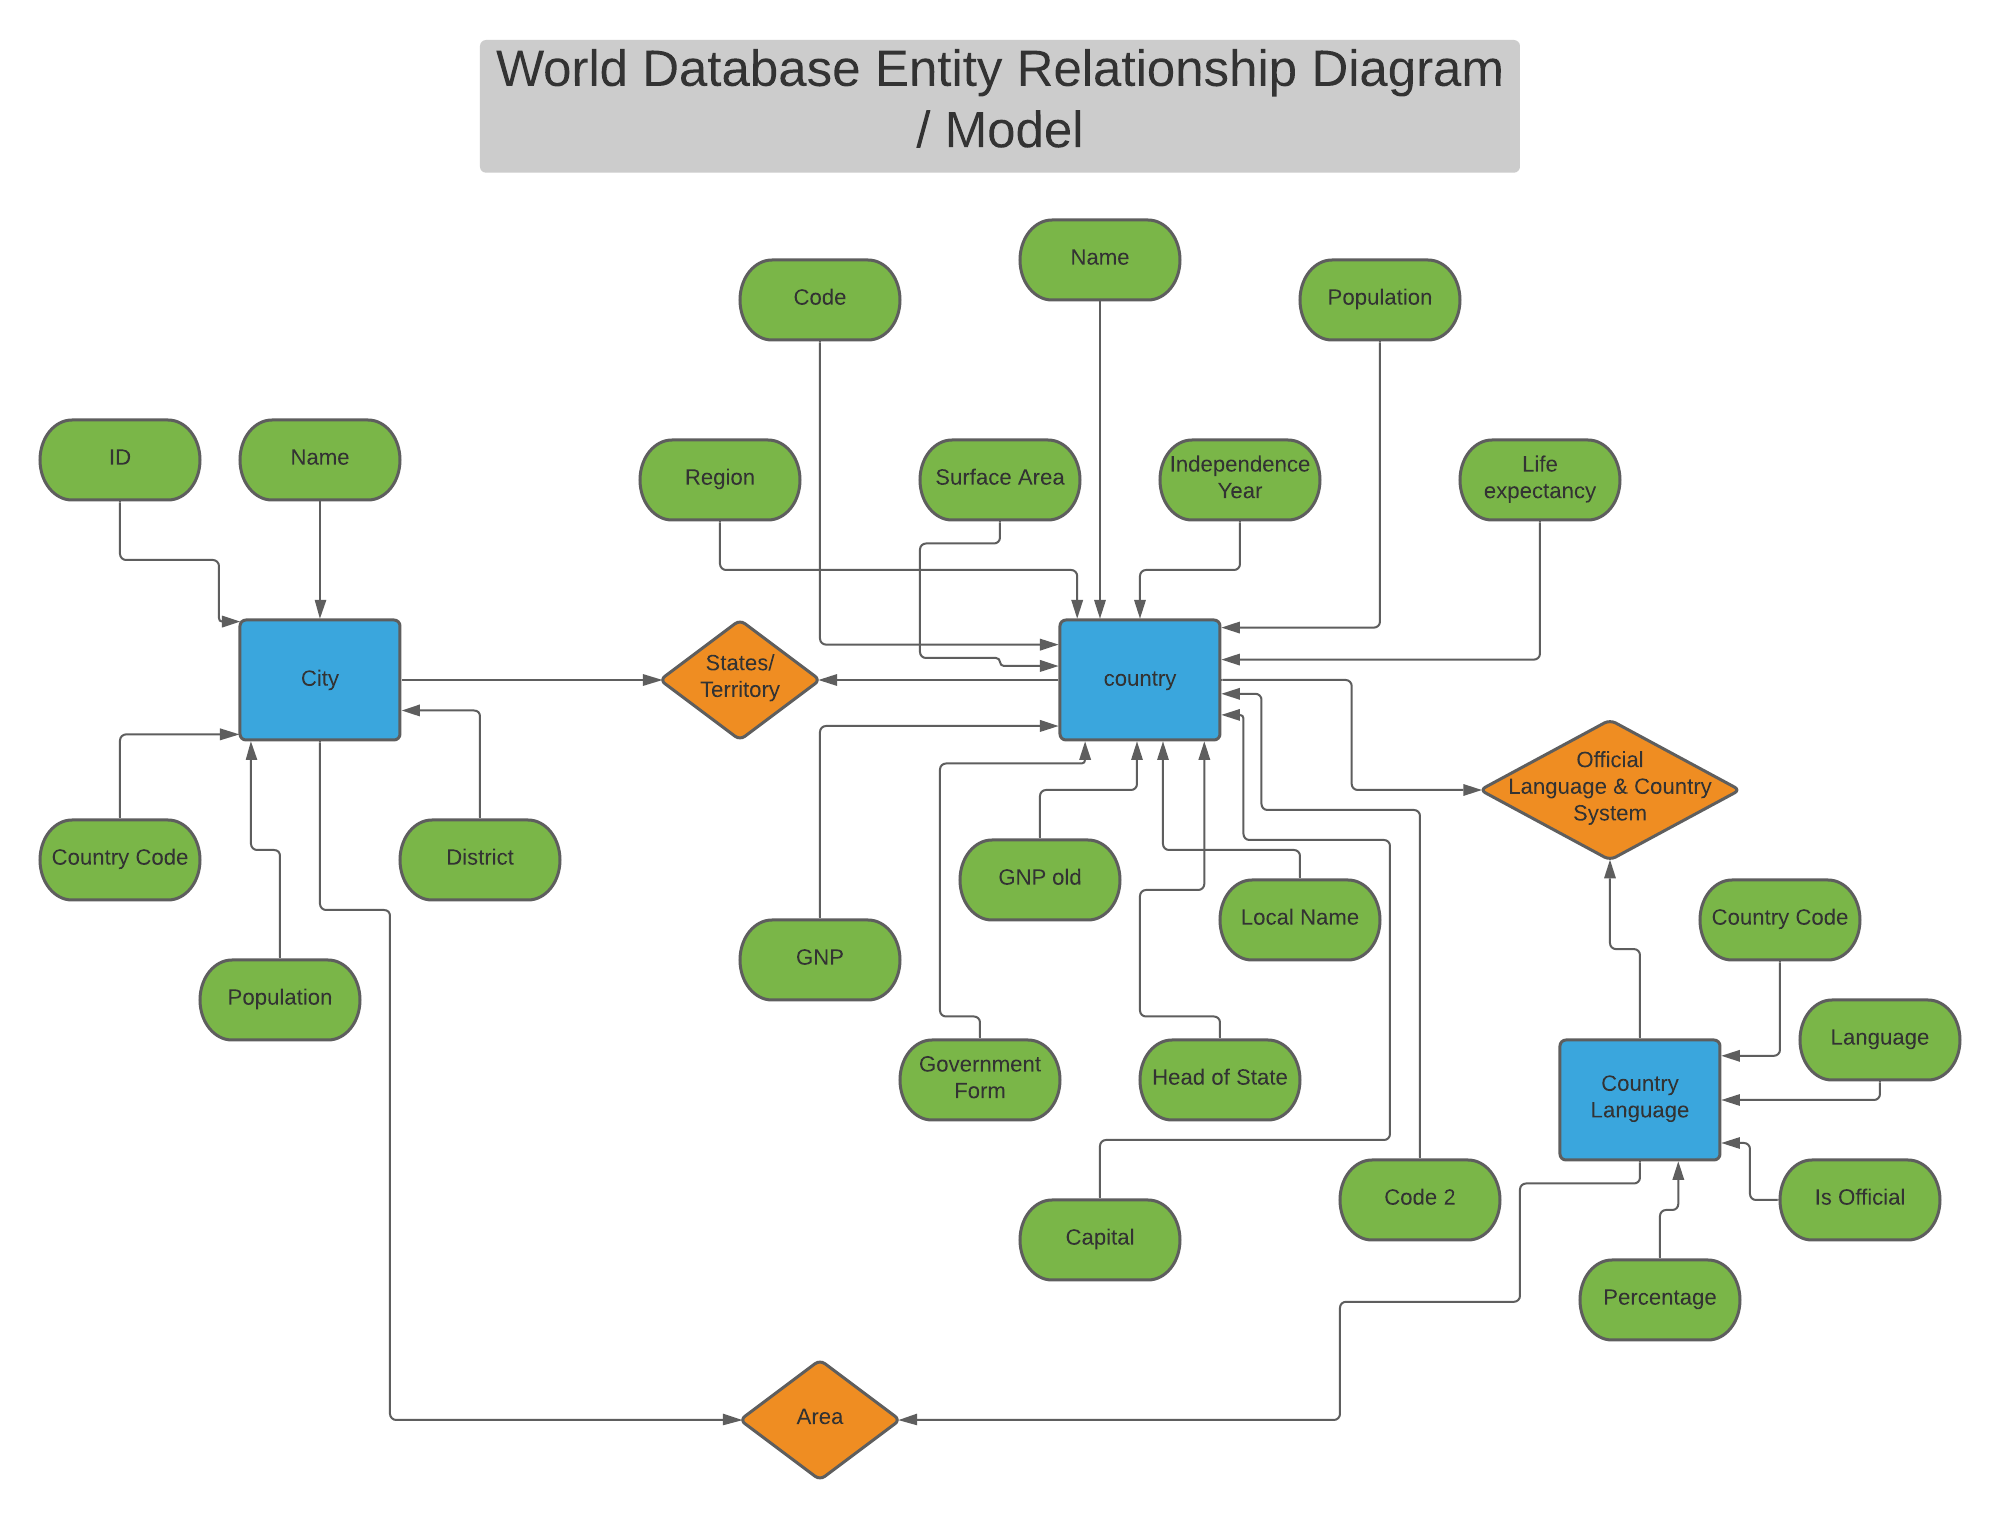 World Database Entity Relationship Diagram
/ Model
Name
Code
Population
ID
Name
Region
Surface Area
Independence
Year
Life
expectancy
City
States/
Territory
country
Official
Language & Country
System
Country Code
District
GNP old
Local Name
Country Code
GNP
Population
Language
Government
Form
Head of State
Country
Language
Code 2
Is Official
Capital
Percentage
Area